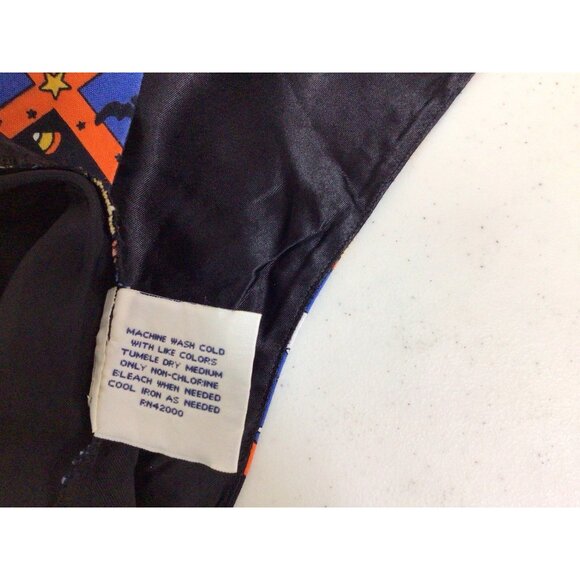 MACHINE WASH COLD
WITH LIKE COLORS
TUMBLE DRY MEDIUM
ONLY NON-CHLORINE
BLEACH WHEN NEEDED
COOL IRON AS NEEDED
RN42000